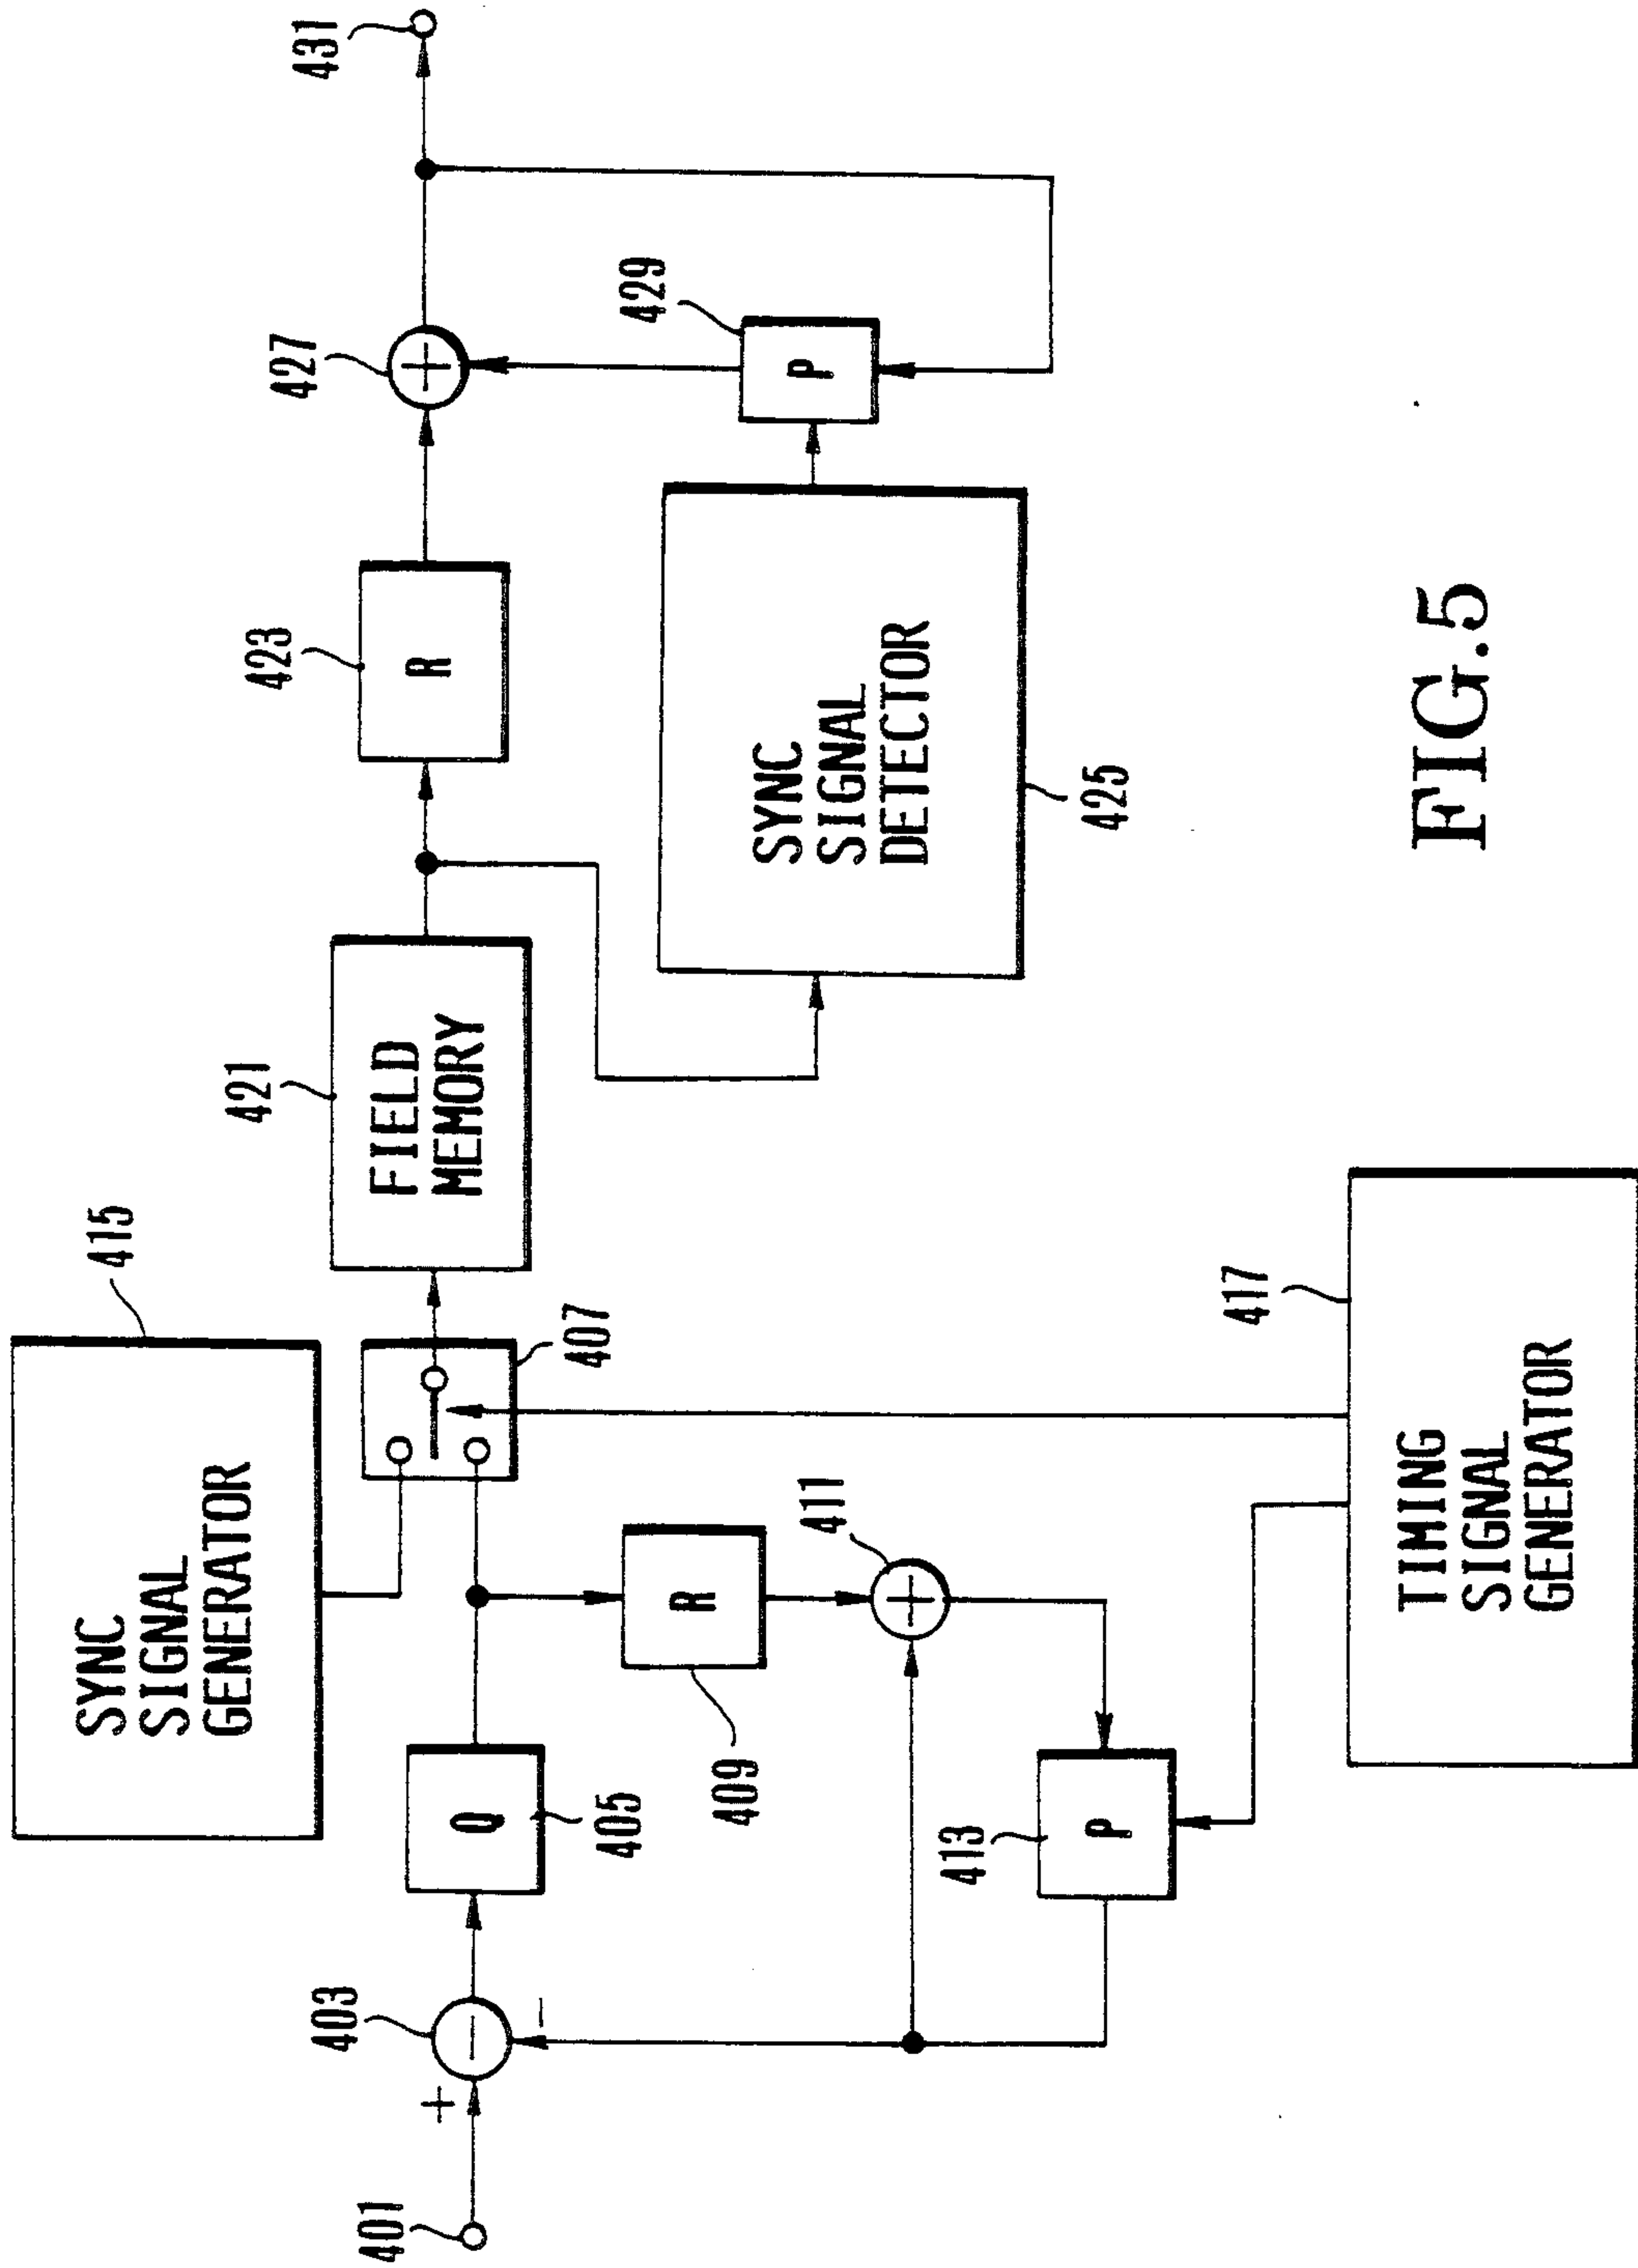 415
SYNC
SIGNAL
GENERATOR
421
FIELD
MEMORY
423
R
427
+
431
407
403
+
−
−
Q
405
401
R
409
411
+
429
P
SYNC
SIGNAL
DETECTOR
425
413
P
417
TIMING
SIGNAL
GENERATOR
FIG.5